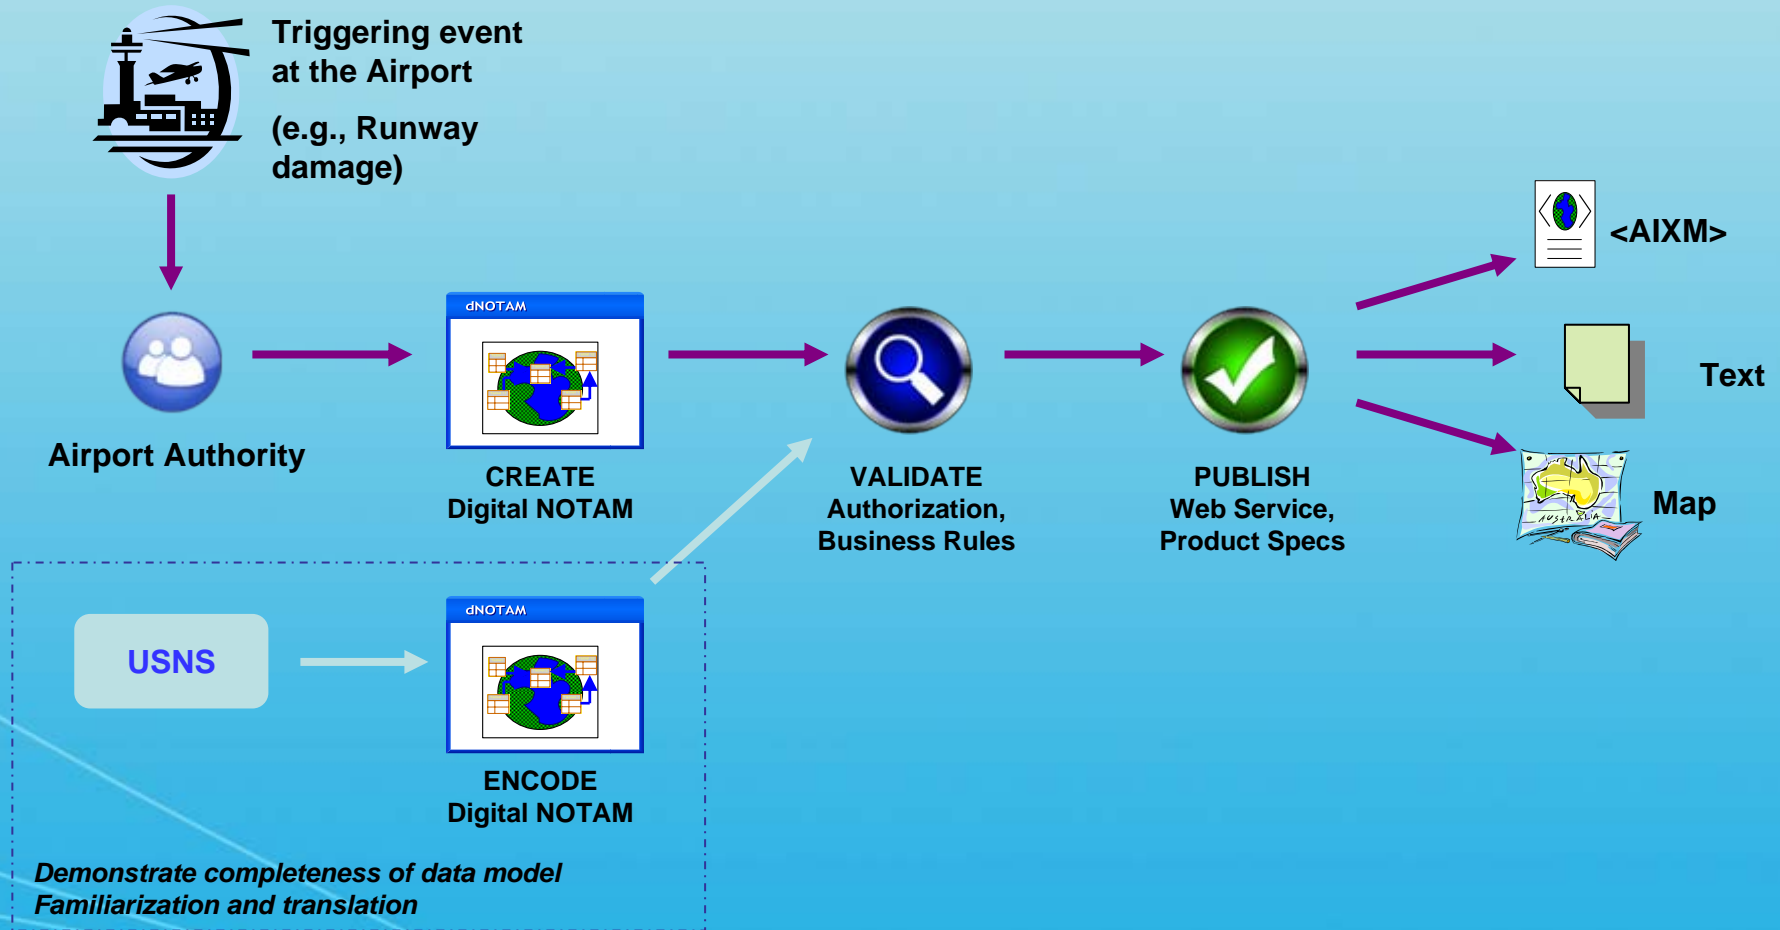 Triggering event
at the Airport
(e.g., Runway
damage)
<AIXM>
dNOTAM
Text
Airport Authority
CREATE
Digital NOTAM
VALIDATE
Authorization,
Business Rules
PUBLISH
Web Service,
Product Specs
AUSTRALIA
Map
USNS
dNOTAM
ENCODE
Digital NOTAM
Demonstrate completeness of data model
Familiarization and translation